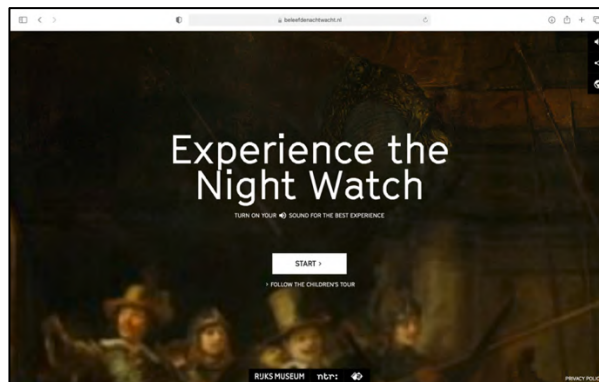 beleefdenachtwacht.nl
Experience the
Night Watch
TURN ON YOUR SOUND FOR THE BEST EXPERIENCE
START >
> FOLLOW THE CHILDREN'S TOUR
RIJKSMUSEUM ntr:
PRIVACY POLIC